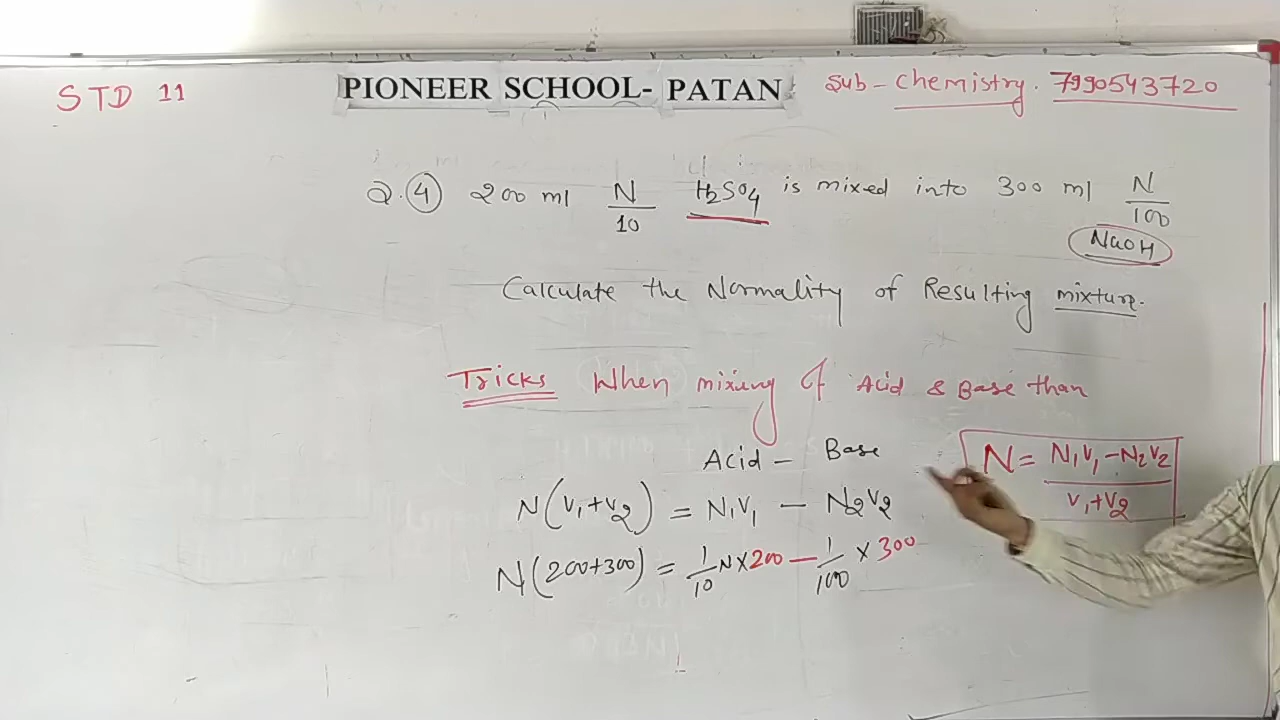 STD 11 PIONEER SCHOOL- PATAN Sub - Chemistry. 7990543720
Q.④ 200 ml N/10 H₂SO₄ is mixed into 300 ml N/100
NaOH
Calculate the Normality of Resulting mixture.
Tricks When mixing of Acid & Base than
Acid - Base
N = N₁V₁ - N₂V₂ / V₁+V₂
N(V₁+V₂) = N₁V₁ - N₂V₂
N(200+300) = 1/10 N × 200 - 1/100 × 300